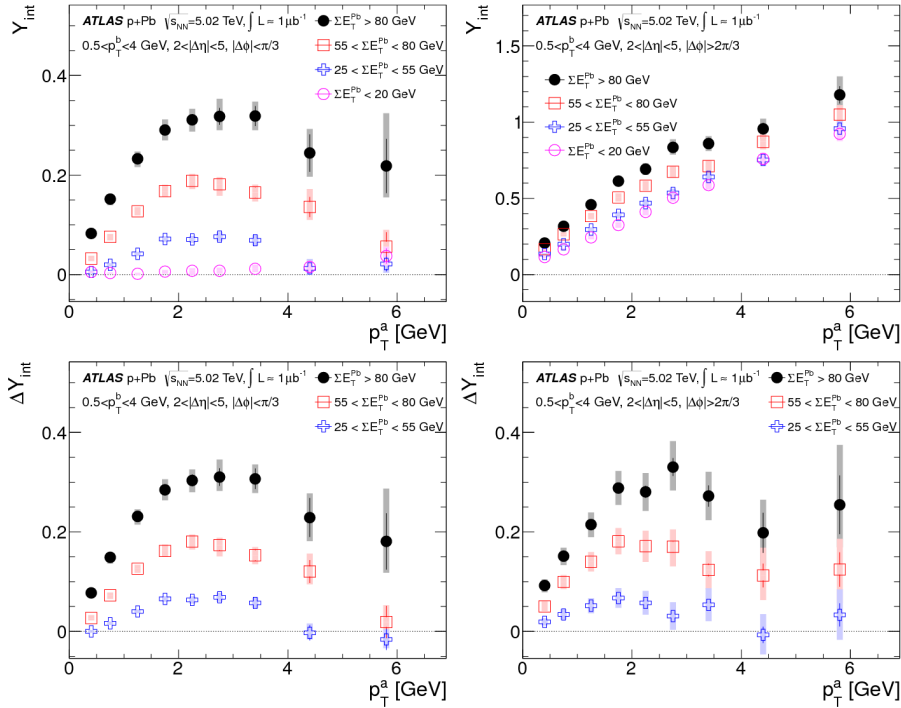 Y_int
ATLAS p+Pb √s_NN=5.02 TeV, ∫ L ≈ 1μb⁻¹
0.5<p_T^b<4 GeV, 2<|Δη|<5, |Δϕ|<π/3
ΣE_T^Pb > 80 GeV
55 < ΣE_T^Pb < 80 GeV
25 < ΣE_T^Pb < 55 GeV
ΣE_T^Pb < 20 GeV
0.4
0.2
0
0 2 4 6
p_T^a [GeV]
Y_int
ATLAS p+Pb √s_NN=5.02 TeV, ∫ L ≈ 1μb⁻¹
0.5<p_T^b<4 GeV, 2<|Δη|<5, |Δϕ|>2π/3
ΣE_T^Pb > 80 GeV
55 < ΣE_T^Pb < 80 GeV
25 < ΣE_T^Pb < 55 GeV
ΣE_T^Pb < 20 GeV
1.5
1
0.5
0
0 2 4 6
p_T^a [GeV]
ΔY_int
ATLAS p+Pb √s_NN=5.02 TeV, ∫ L ≈ 1μb⁻¹
0.5<p_T^b<4 GeV, 2<|Δη|<5, |Δϕ|<π/3
ΣE_T^Pb > 80 GeV
55 < ΣE_T^Pb < 80 GeV
25 < ΣE_T^Pb < 55 GeV
0.4
0.2
0
0 2 4 6
p_T^a [GeV]
ΔY_int
ATLAS p+Pb √s_NN=5.02 TeV, ∫ L ≈ 1μb⁻¹
0.5<p_T^b<4 GeV, 2<|Δη|<5, |Δϕ|>2π/3
ΣE_T^Pb > 80 GeV
55 < ΣE_T^Pb < 80 GeV
25 < ΣE_T^Pb < 55 GeV
0.4
0.2
0
0 2 4 6
p_T^a [GeV]